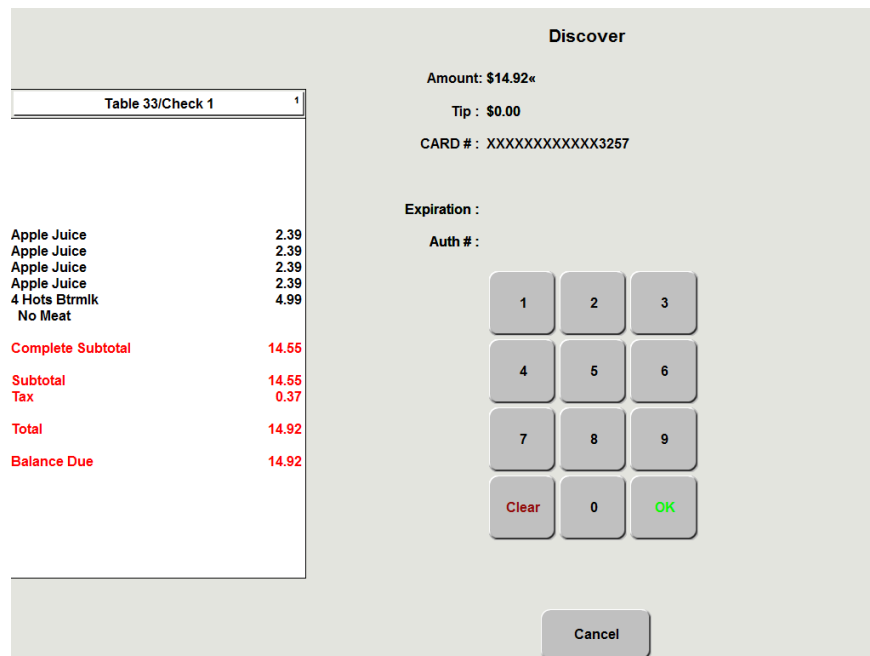 Discover
Amount: $14.92«
Tip : $0.00
CARD # : XXXXXXXXXXXX3257
Expiration :
Auth # :
Table 33/Check 1 1
Apple Juice 2.39
Apple Juice 2.39
Apple Juice 2.39
Apple Juice 2.39
4 Hots Btrmlk 4.99
No Meat
Complete Subtotal 14.55
Subtotal 14.55
Tax 0.37
Total 14.92
Balance Due 14.92
1 2 3
4 5 6
7 8 9
Clear 0 OK
Cancel